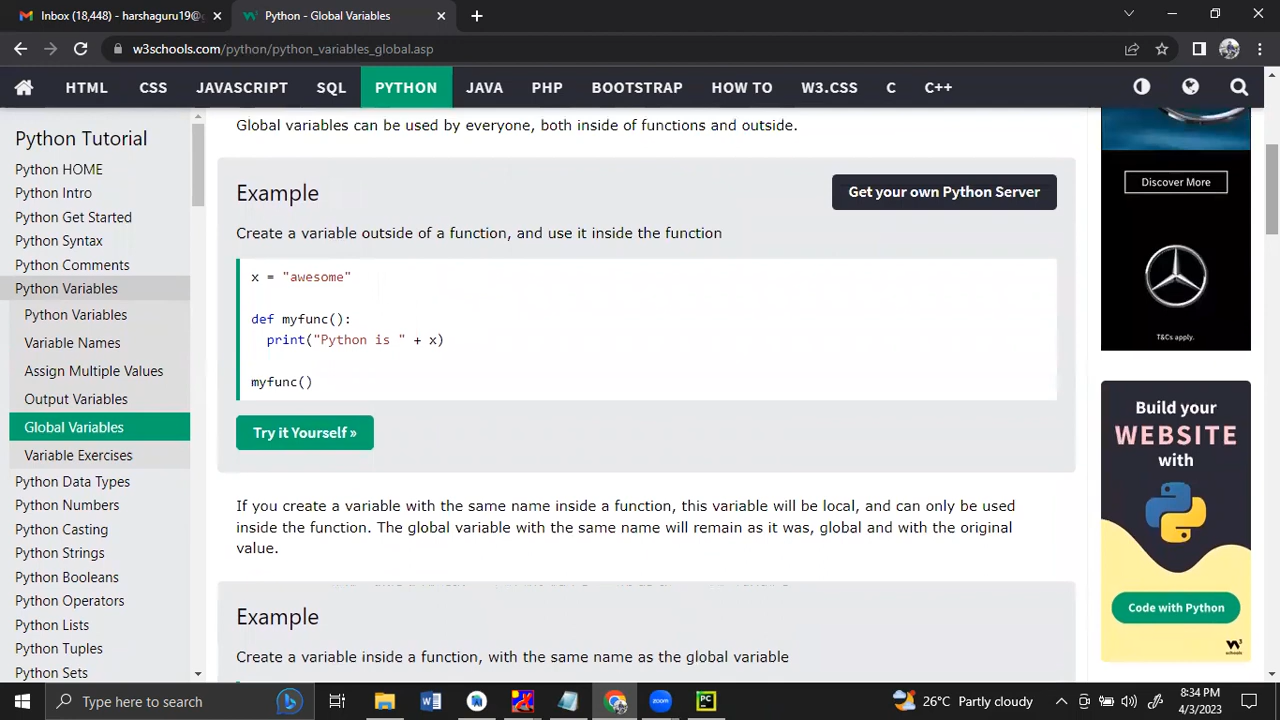 Inbox (18,448) - harshaguru19@g
Python - Global Variables
w3schools.com/python/python_variables_global.asp
HTML CSS JAVASCRIPT SQL PYTHON JAVA PHP BOOTSTRAP HOW TO W3.CSS C C++
Python Tutorial
Python HOME
Python Intro
Python Get Started
Python Syntax
Python Comments
Python Variables
Python Variables
Variable Names
Assign Multiple Values
Output Variables
Global Variables
Variable Exercises
Python Data Types
Python Numbers
Python Casting
Python Strings
Python Booleans
Python Operators
Python Lists
Python Tuples
Python Sets
Global variables can be used by everyone, both inside of functions and outside.
Example
Get your own Python Server
Create a variable outside of a function, and use it inside the function
x = "awesome"
def myfunc():
print("Python is " + x)
myfunc()
Try it Yourself »
If you create a variable with the same name inside a function, this variable will be local, and can only be used
inside the function. The global variable with the same name will remain as it was, global and with the original
value.
Example
Create a variable inside a function, with the same name as the global variable
Discover More
T&Cs apply.
Build your
WEBSITE
with
Code with Python
schools
Type here to search
W
zoom
PC
26°C Partly cloudy
8:34 PM
4/3/2023